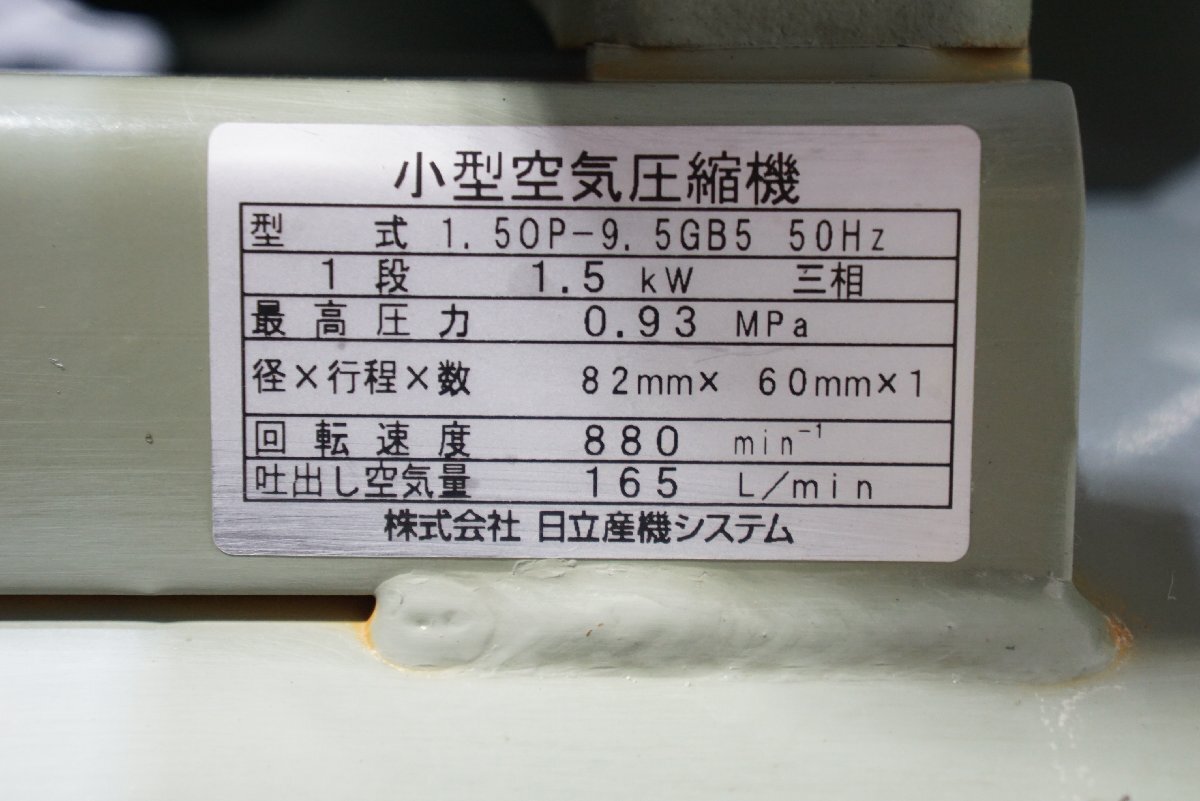 小型空気圧縮機
型式 1.5OP-9.5GB5 50Hz
1段 1.5 kW 三相
最高圧力 0.93 MPa
径×行程×数 82mm× 60mm×1
回転速度 880 min⁻¹
吐出し空気量 165 L/min
株式会社 日立産機システム